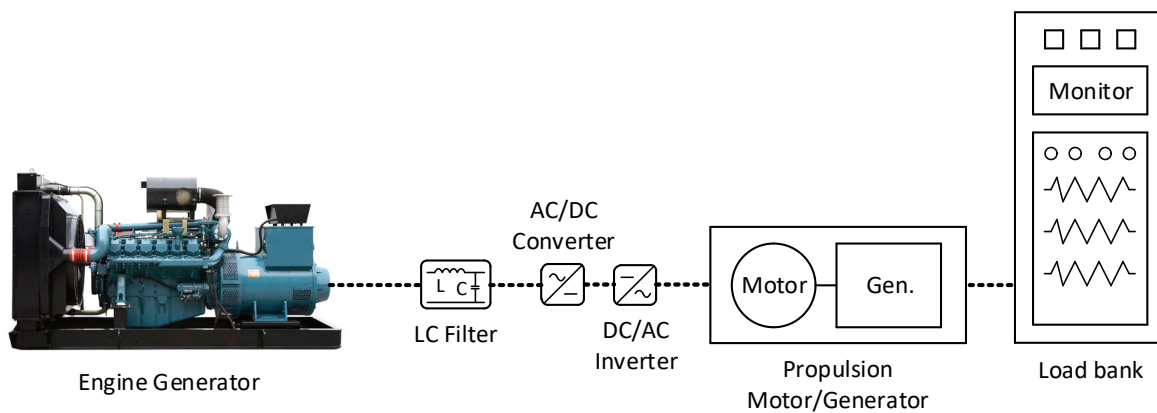 Engine Generator
L
C
LC Filter
AC/DC
Converter
DC/AC
Inverter
Motor
Gen.
Propulsion
Motor/Generator
Monitor
Load bank